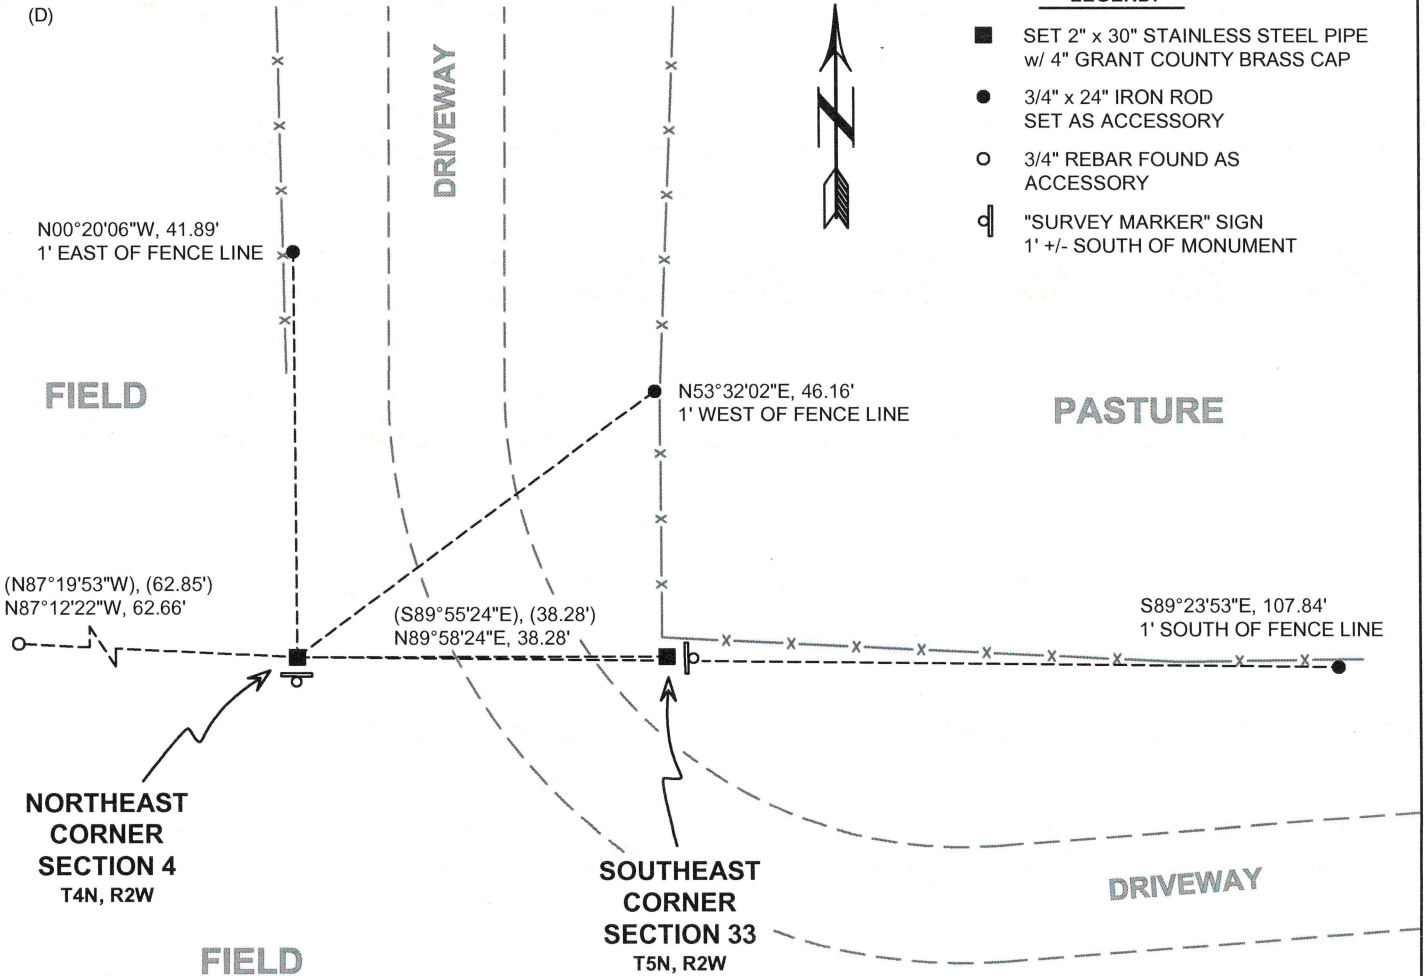 (D)
DRIVEWAY
SET 2" x 30" STAINLESS STEEL PIPE
w/ 4" GRANT COUNTY BRASS CAP
3/4" x 24" IRON ROD
SET AS ACCESSORY
3/4" REBAR FOUND AS
ACCESSORY
"SURVEY MARKER" SIGN
1' +/- SOUTH OF MONUMENT
N
N00°20'06"W, 41.89'
1' EAST OF FENCE LINE
FIELD
N53°32'02"E, 46.16'
1' WEST OF FENCE LINE
PASTURE
(N87°19'53"W), (62.85')
N87°12'22"W, 62.66'
(S89°55'24"E), (38.28')
N89°58'24"E, 38.28'
S89°23'53"E, 107.84'
1' SOUTH OF FENCE LINE
NORTHEAST
CORNER
SECTION 4
T4N, R2W
SOUTHEAST
CORNER
SECTION 33
T5N, R2W
DRIVEWAY
FIELD